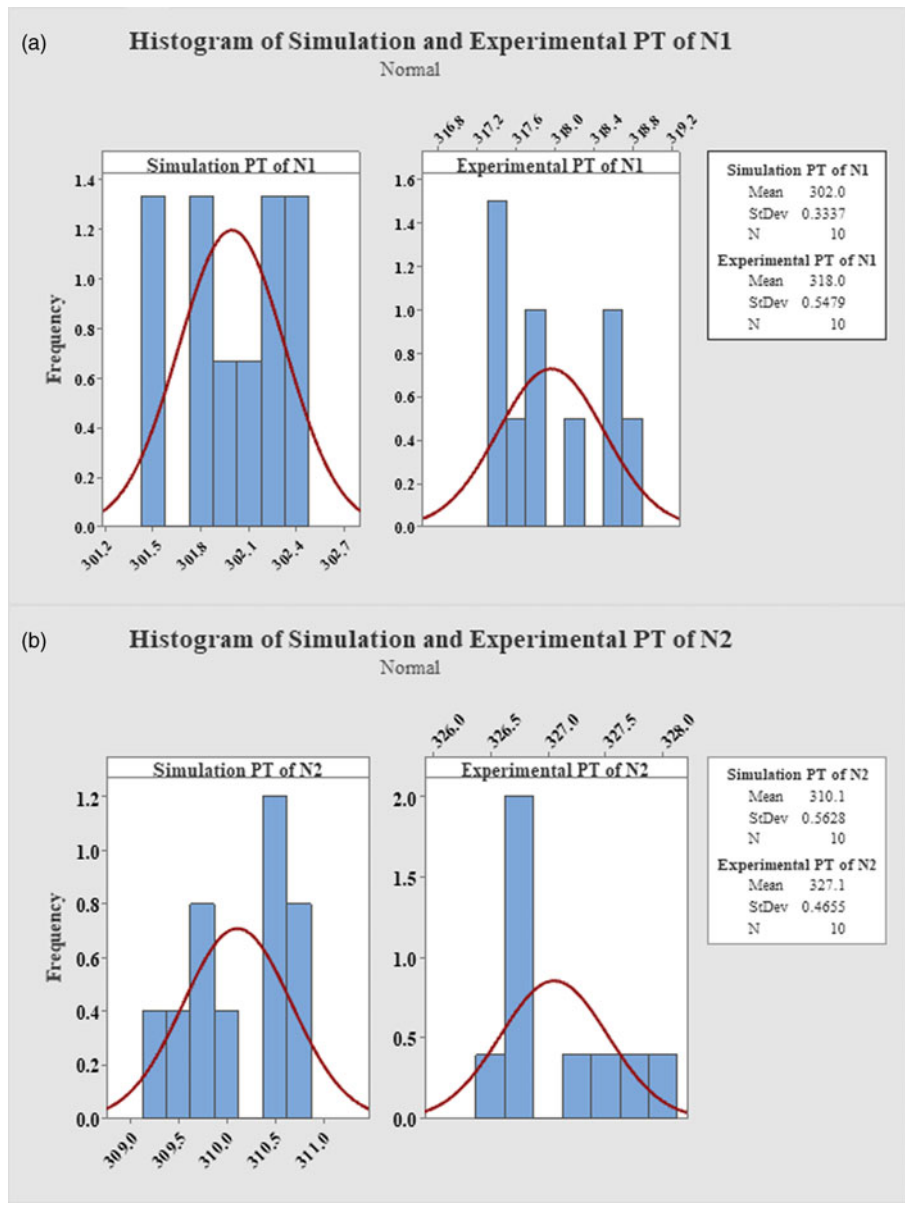 (a)
Histogram of Simulation and Experimental PT of N1
Normal
316,8 317,2 317,6 318,0 318,4 318,8 319,2
Simulation PT of N1
Experimental PT of N1
1.4
1.2
1.0
0.8
0.6
0.4
0.2
0.0
Frequency
301,2 301,5 301,8 302,1 302,4 302,7
1.6
1.4
1.2
1.0
0.8
0.6
0.4
0.2
0.0
Simulation PT of N1
Mean 302.0
StDev 0.3337
N 10
Experimental PT of N1
Mean 318.0
StDev 0.5479
N 10
(b)
Histogram of Simulation and Experimental PT of N2
Normal
326,0 326,5 327,0 327,5 328,0
Simulation PT of N2
Experimental PT of N2
1.2
1.0
0.8
0.6
0.4
0.2
0.0
Frequency
309,0 309,5 310,0 310,5 311,0
2.0
1.5
1.0
0.5
0.0
Simulation PT of N2
Mean 310.1
StDev 0.5628
N 10
Experimental PT of N2
Mean 327.1
StDev 0.4655
N 10